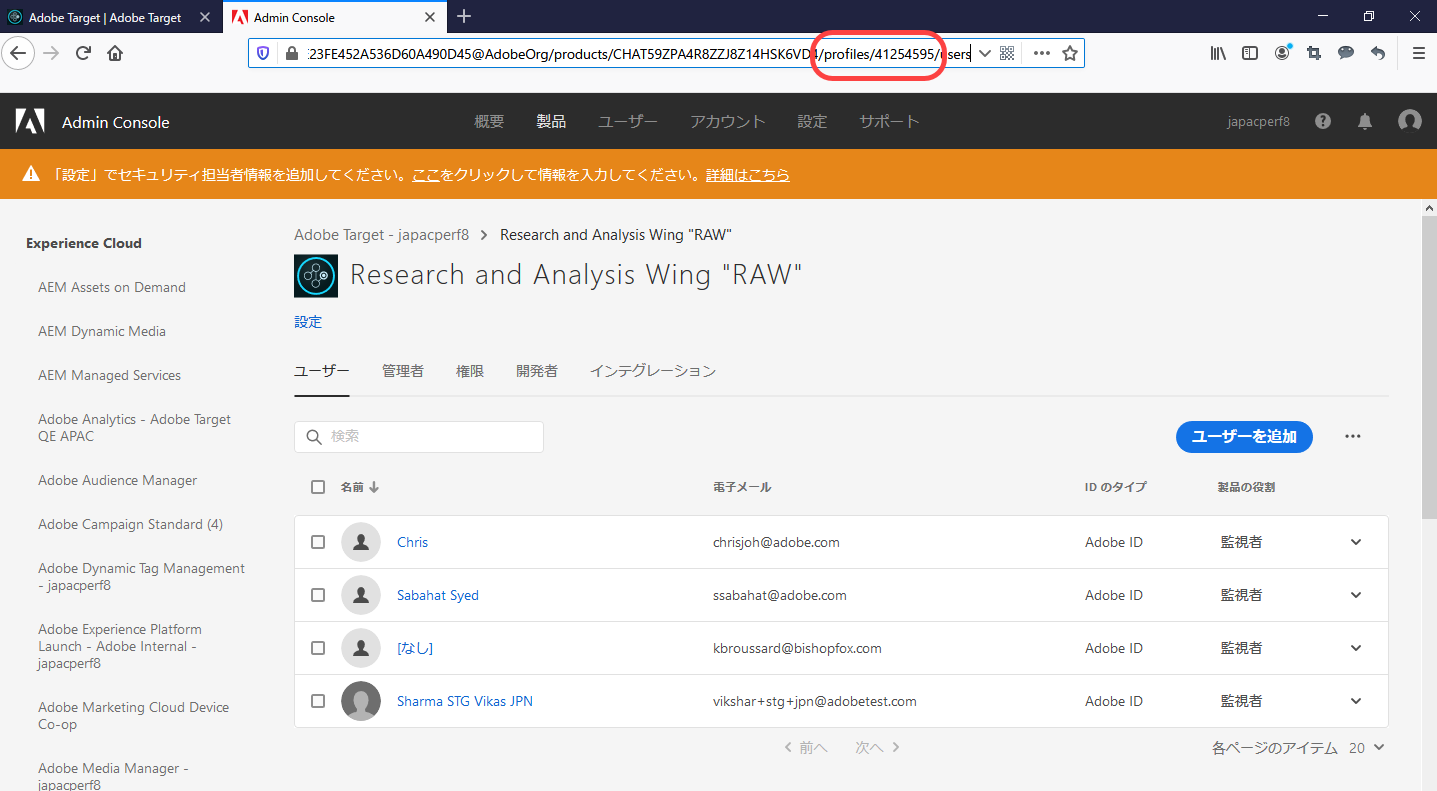 Adobe Target | Adobe Target
Admin Console
:23FE452A536D60A490D45@AdobeOrg/products/CHAT59ZPA4R8ZZJ8Z14HSK6VD4/profiles/41254595/users
Admin Console
概要
製品
ユーザー
アカウント
設定
サポート
japacperf8
「設定」でセキュリティ担当者情報を追加してください。ここをクリックして情報を入力してください。詳細はこちら
Experience Cloud
AEM Assets on Demand
AEM Dynamic Media
AEM Managed Services
Adobe Analytics - Adobe Target
QE APAC
Adobe Audience Manager
Adobe Campaign Standard (4)
Adobe Dynamic Tag Management
- japacperf8
Adobe Experience Platform
Launch - Adobe Internal -
japacperf8
Adobe Marketing Cloud Device
Co-op
Adobe Media Manager -
japacperf8
Adobe Target - japacperf8 > Research and Analysis Wing "RAW"
Research and Analysis Wing "RAW"
設定
ユーザー
管理者
権限
開発者
インテグレーション
検索
ユーザーを追加
名前
電子メール
ID のタイプ
製品の役割
Chris
chrisjoh@adobe.com
Adobe ID
監視者
Sabahat Syed
ssabahat@adobe.com
Adobe ID
監視者
[なし]
kbroussard@bishopfox.com
Adobe ID
監視者
Sharma STG Vikas JPN
vikshar+stg+jpn@adobetest.com
Adobe ID
監視者
前へ
次へ
各ページのアイテム 20